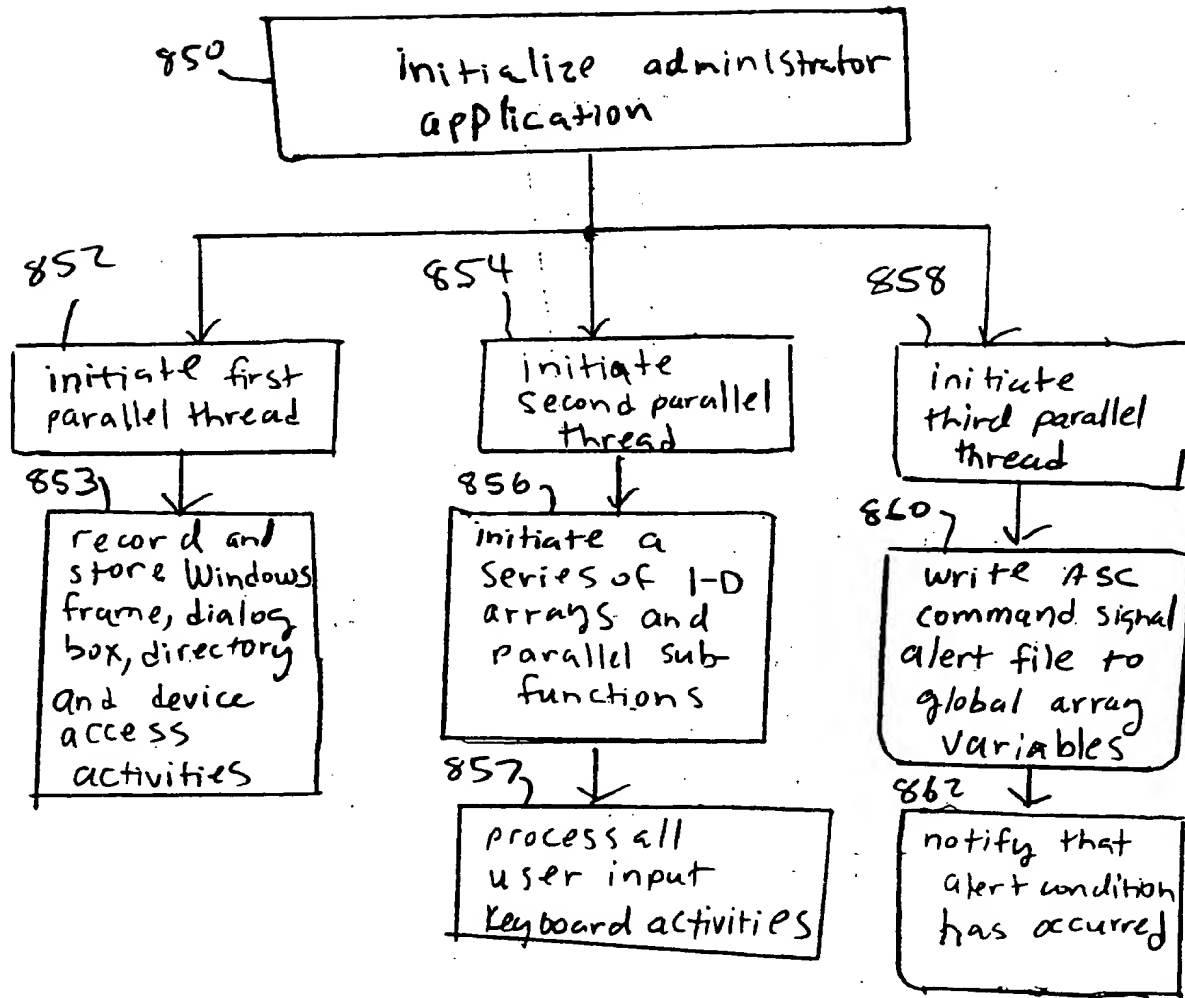 850
initialize administrator
application
852
initiate first
parallel thread
853
record and
store Windows
frame, dialog
box, directory
and device
access
activities
854
initiate
second parallel
thread
856
initiate a
series of 1-D
arrays and
parallel sub-
functions
857
process all
user input
keyboard activities
858
initiate
third parallel
thread
860
write ASC
command signal
alert file to
global array
variables
862
notify that
alert condition
has occurred